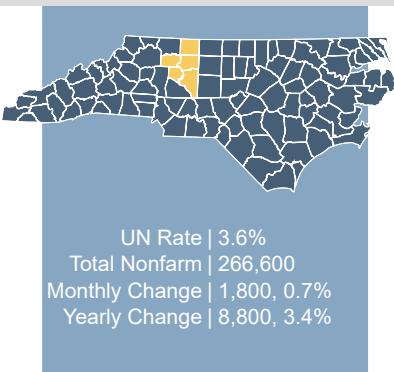 UN Rate | 3.6%
Total Nonfarm | 266,600
Monthly Change | 1,800, 0.7%
Yearly Change | 8,800, 3.4%